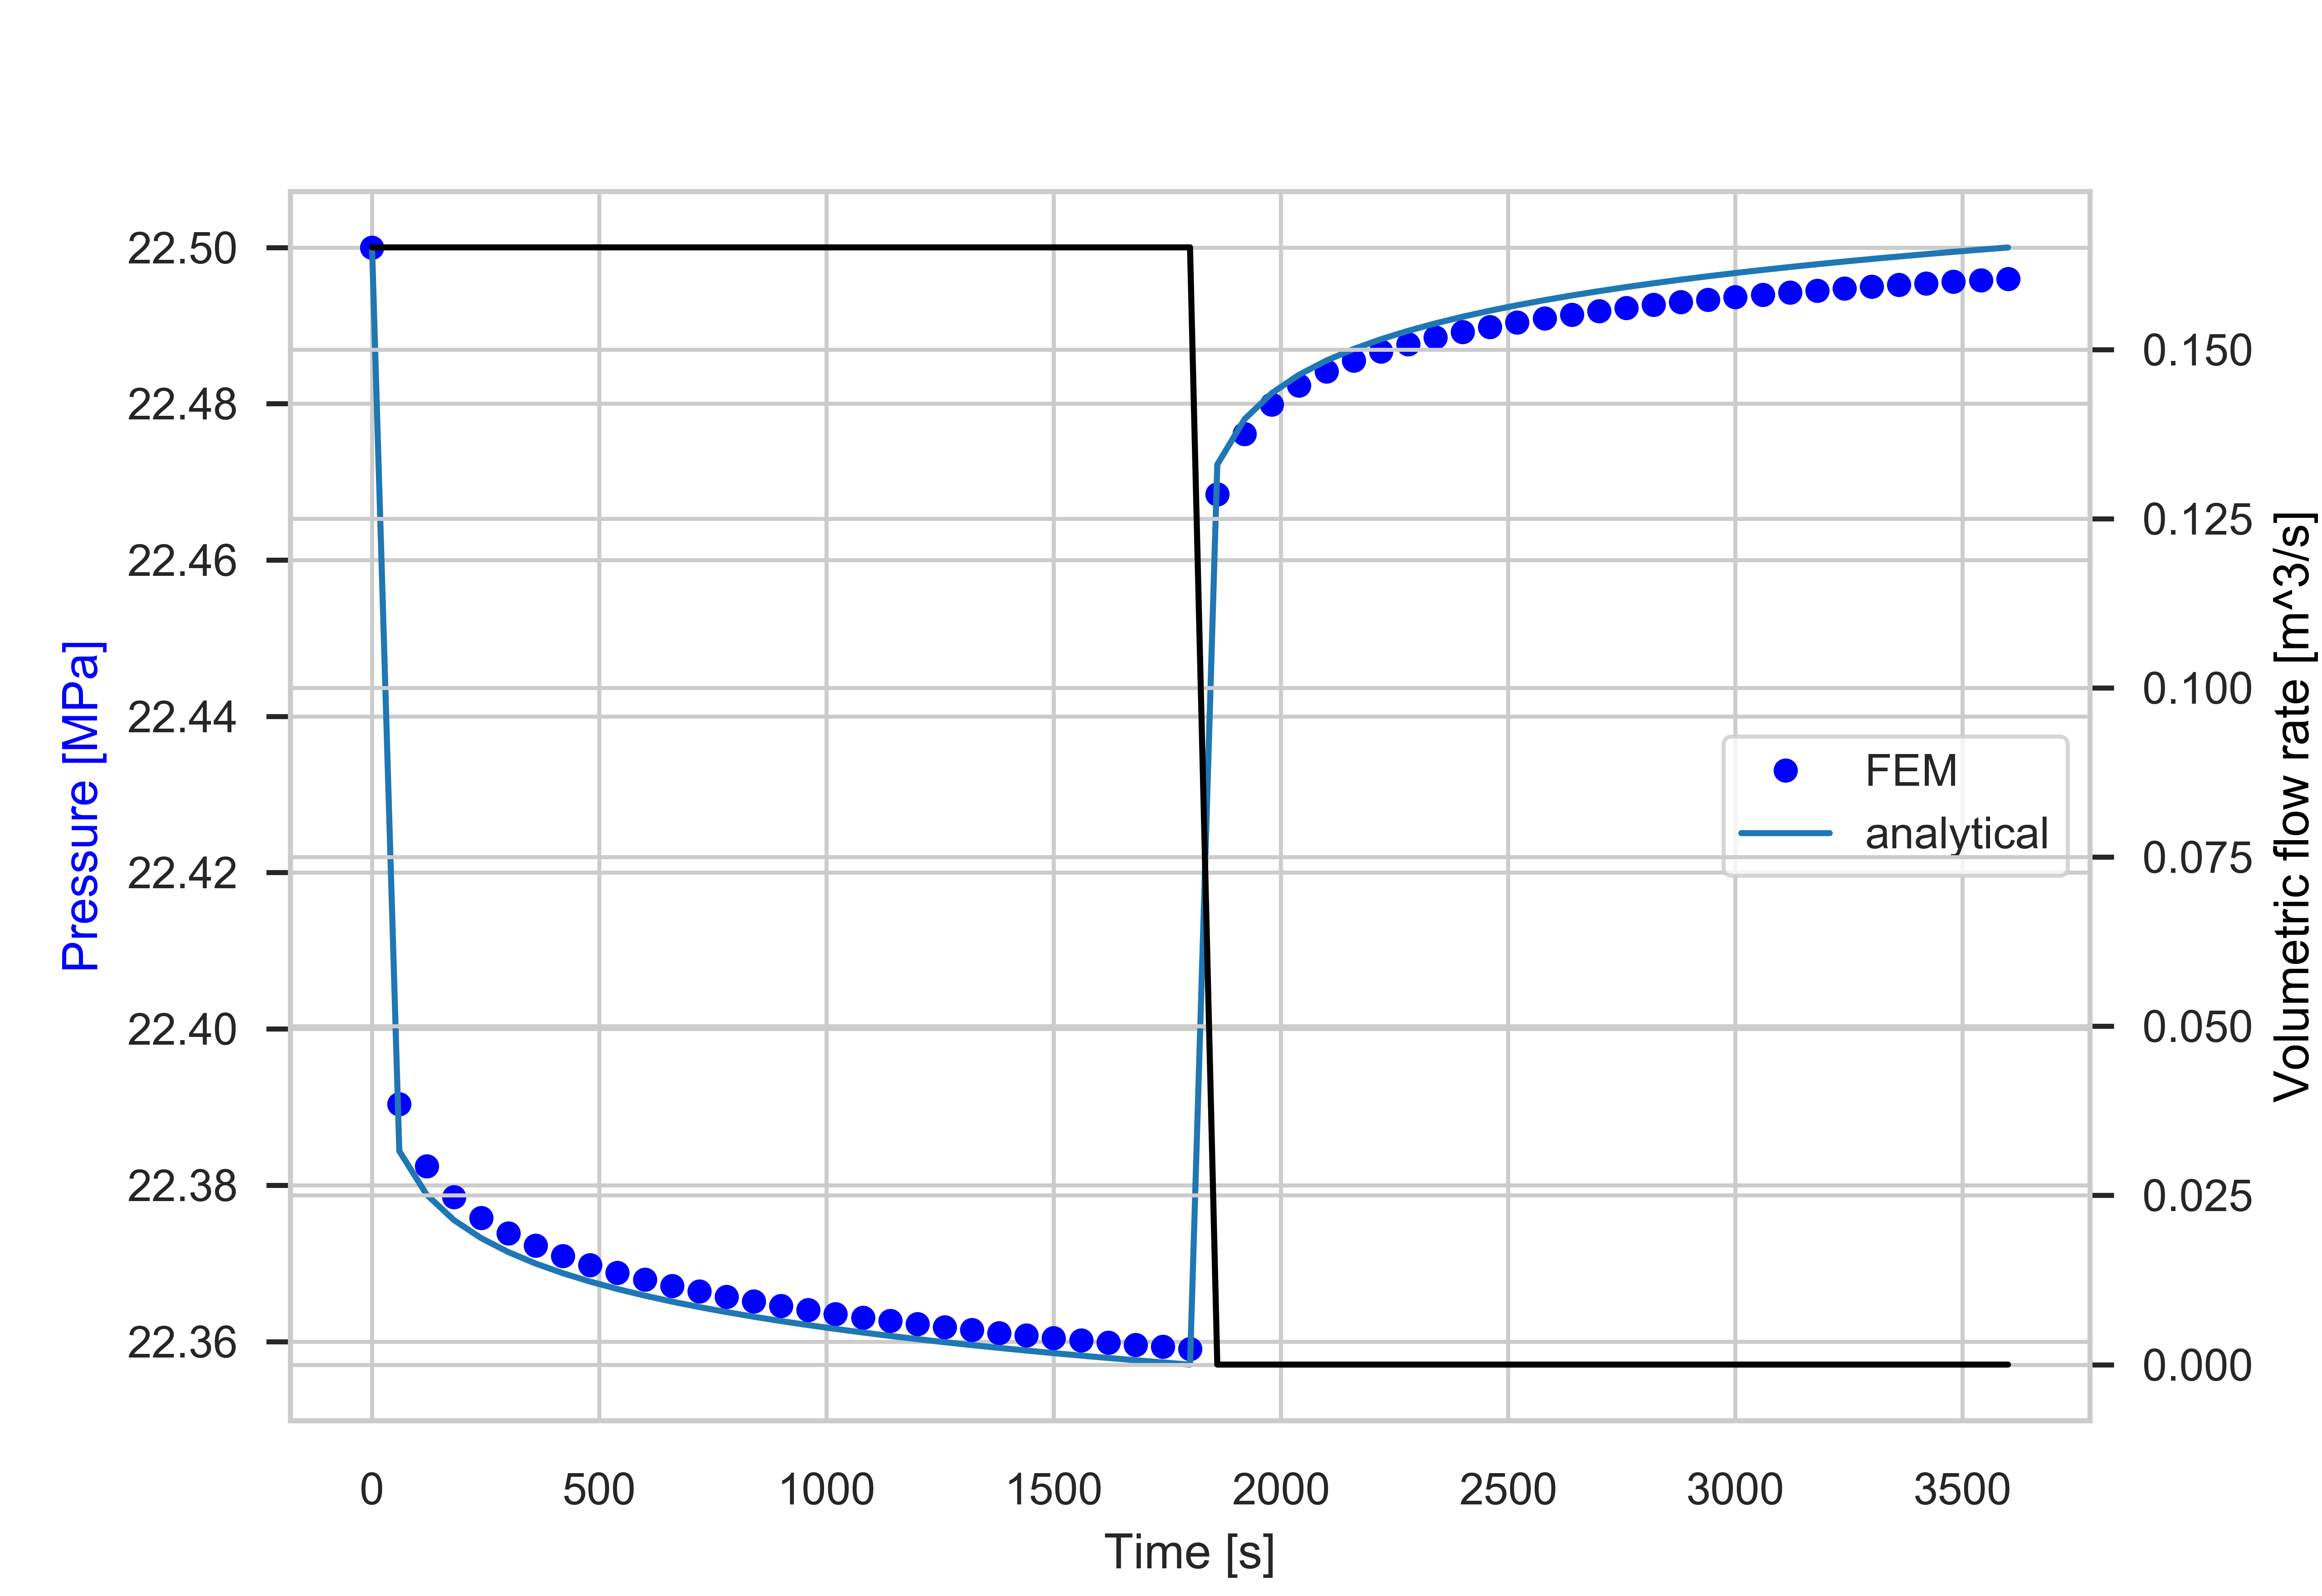 22.50
22.48
22.46
22.44
22.42
22.40
22.38
22.36
Pressure [MPa]
0.150
0.125
0.100
0.075
0.050
0.025
0.000
Volumetric flow rate [m^3/s]
FEM
analytical
0 500 1000 1500 2000 2500 3000 3500
Time [s]